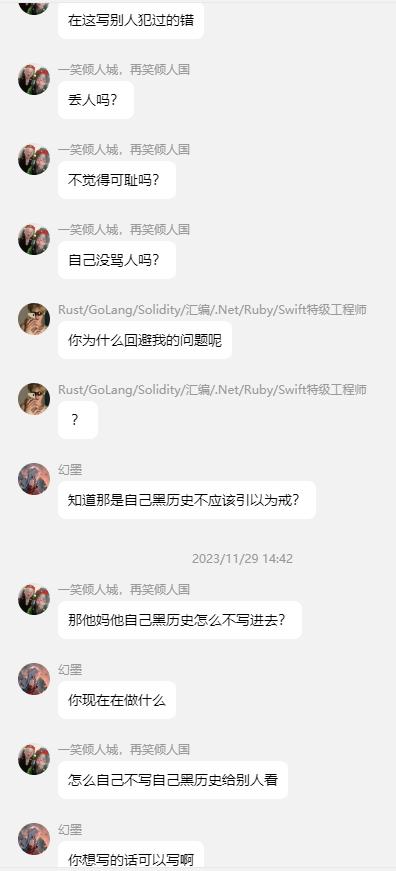 在这写别人犯过的错
一笑倾人城，再笑倾人国
丢人吗？
一笑倾人城，再笑倾人国
不觉得可耻吗？
一笑倾人城，再笑倾人国
自己没骂人吗？
Rust/GoLang/Solidity/汇编/.Net/Ruby/Swift特级工程师
你为什么回避我的问题呢
Rust/GoLang/Solidity/汇编/.Net/Ruby/Swift特级工程师
？
幻墨
知道那是自己黑历史不应该引以为戒？
2023/11/29 14:42
一笑倾人城，再笑倾人国
那他妈他自己黑历史怎么不写进去？
幻墨
你现在在做什么
一笑倾人城，再笑倾人国
怎么自己不写自己黑历史给别人看
幻墨
你想写的话可以写啊